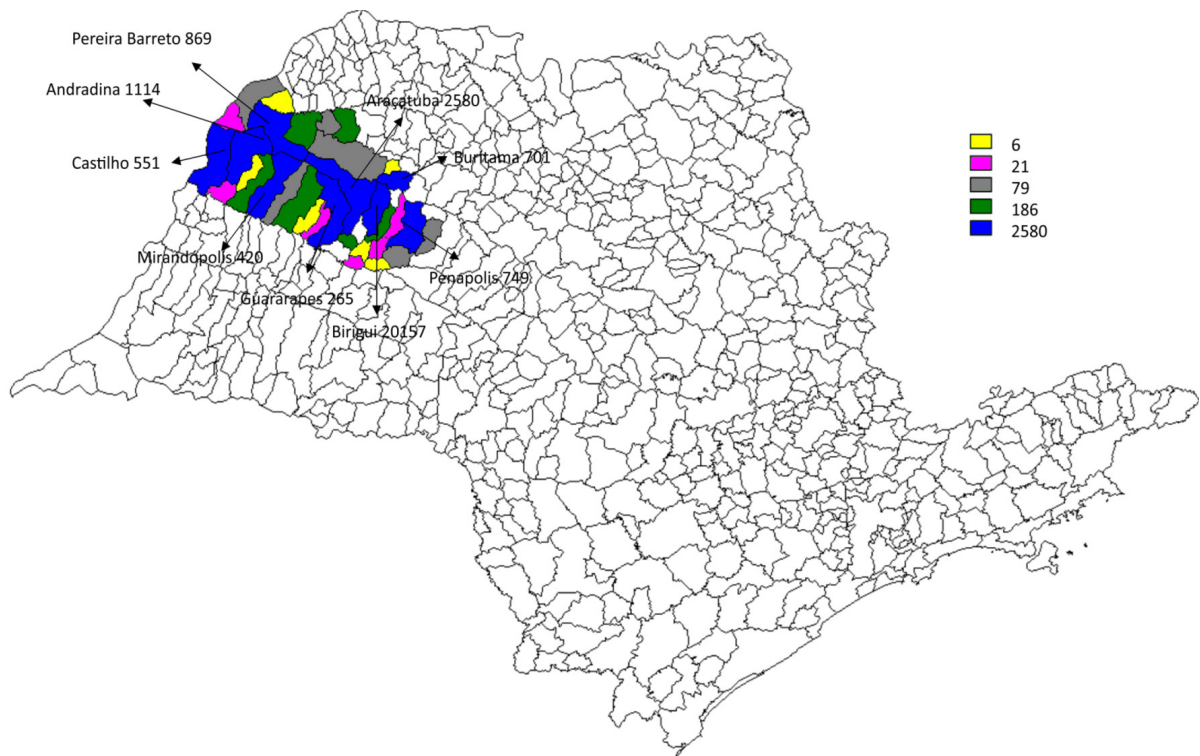 Pereira Barreto 869
Andradina 1114
Araçatuba 2580
Castilho 551
Buritama 701
Mirandópolis 420
Penapolis 749
Guararapes 265
Birigui 20157
6
21
79
186
2580